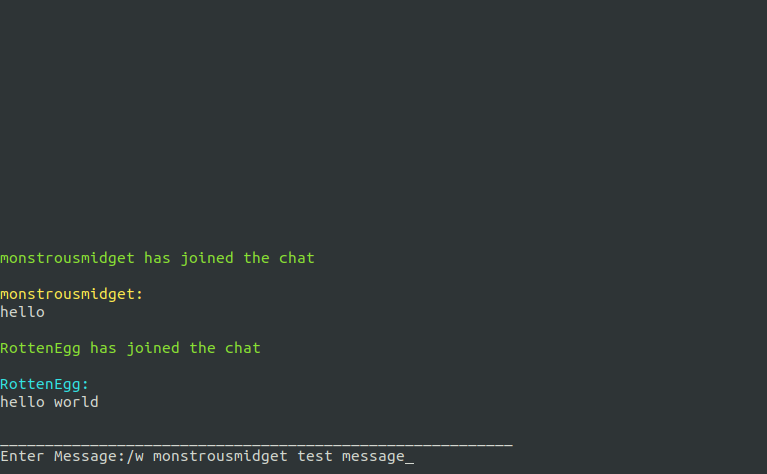 monstrousmidget has joined the chat
monstrousmidget:
hello
RottenEgg has joined the chat
RottenEgg:
hello world
_________________________________________________________
Enter Message:/w monstrousmidget test message_